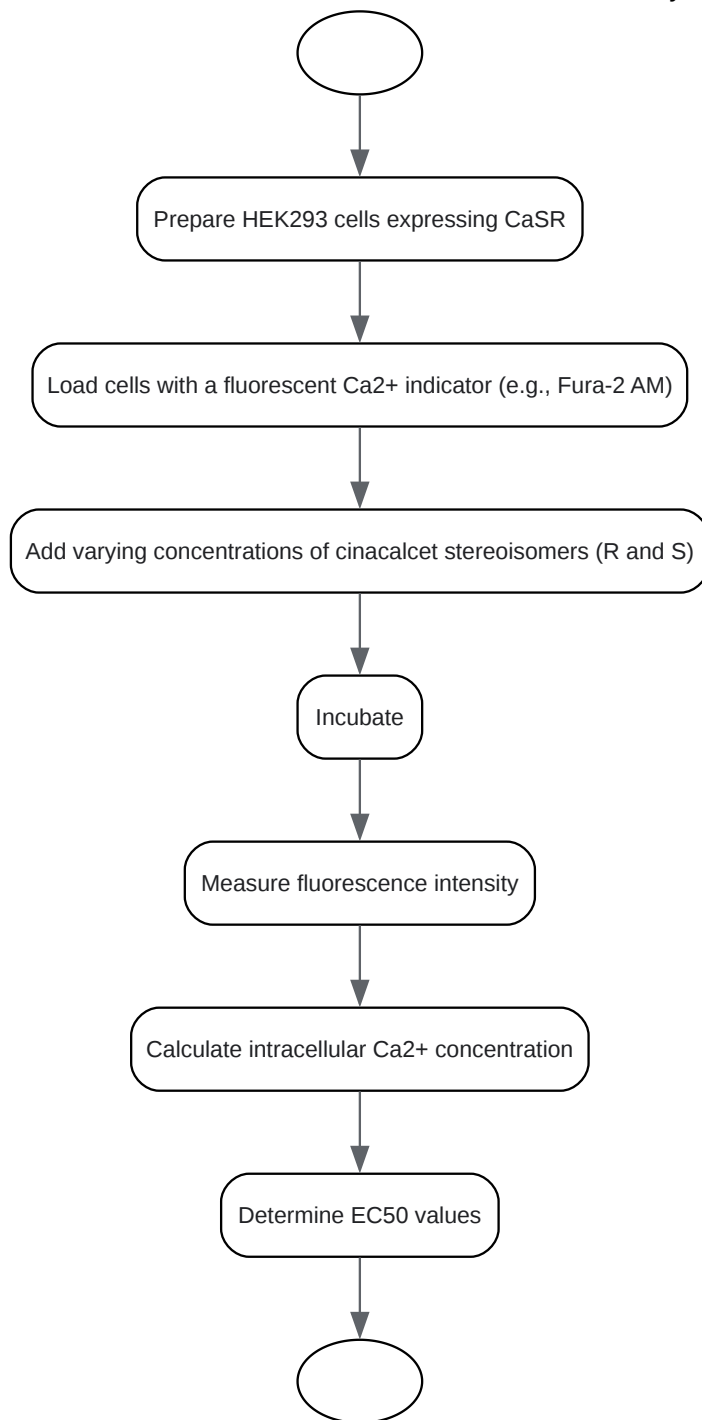 Prepare HEK293 cells expressing CaSR
Load cells with a fluorescent Ca2+ indicator (e.g., Fura-2 AM)
Add varying concentrations of cinacalcet stereoisomers (R and S)
Incubate
Measure fluorescence intensity
Calculate intracellular Ca2+ concentration
Determine EC50 values